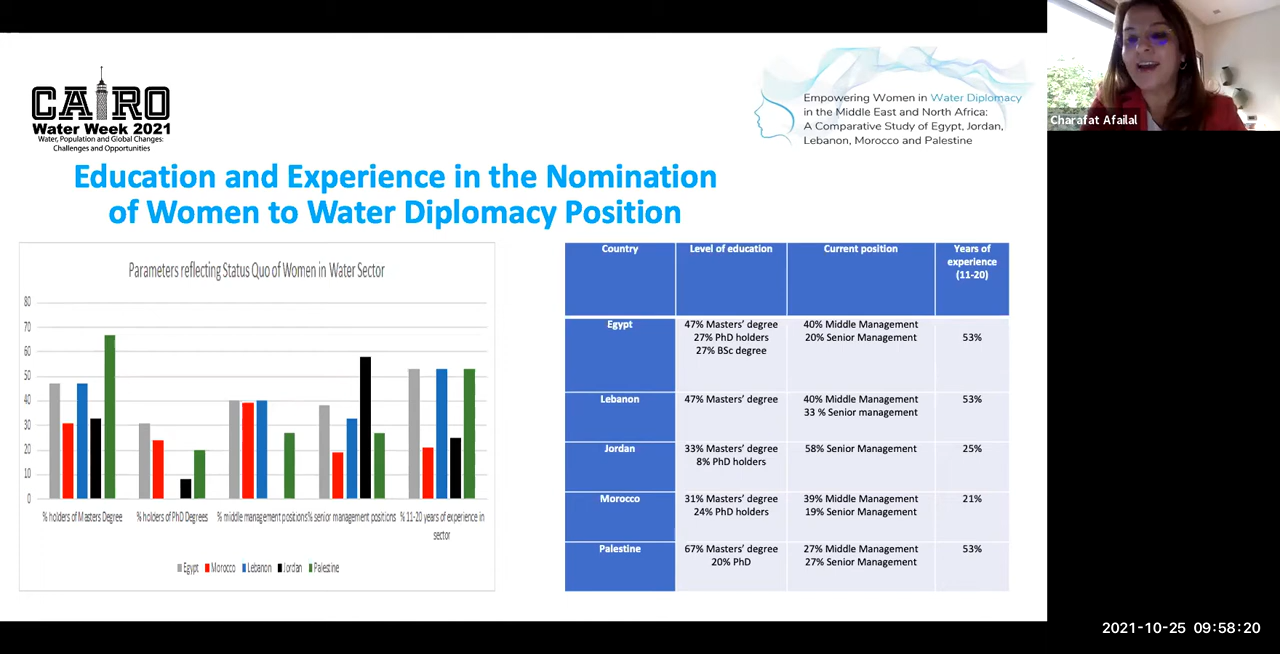 CAIRO
Water Week 2021
Water, Population and Global Changes:
Challenges and Opportunities
Empowering Women in Water Diplomacy
in the Middle East and North Africa:
A Comparative Study of Egypt, Jordan,
Lebanon, Morocco and Palestine
Charafat Afailal
Education and Experience in the Nomination
of Women to Water Diplomacy Position
Parameters reflecting Status Quo of Women in Water Sector
80
70
60
50
40
30
20
10
0
% holders of Masters Degree
% holders of PhD Degrees
% middle management positions
% senior management positions
% 11-20 years of experience in
sector
Egypt Morocco Lebanon Jordan Palestine
Country Level of education Current position Years of
experience
(11-20)
Egypt 47% Masters' degree 40% Middle Management
27% PhD holders 20% Senior Management 53%
27% BSc degree
Lebanon 47% Masters' degree 40% Middle Management 53%
33 % Senior management
Jordan 33% Masters' degree 58% Senior Management 25%
8% PhD holders
Morocco 31% Masters' degree 39% Middle Management 21%
24% PhD holders 19% Senior Management
Palestine 67% Masters' degree 27% Middle Management 53%
20% PhD 27% Senior Management
2021-10-25 09:58:20